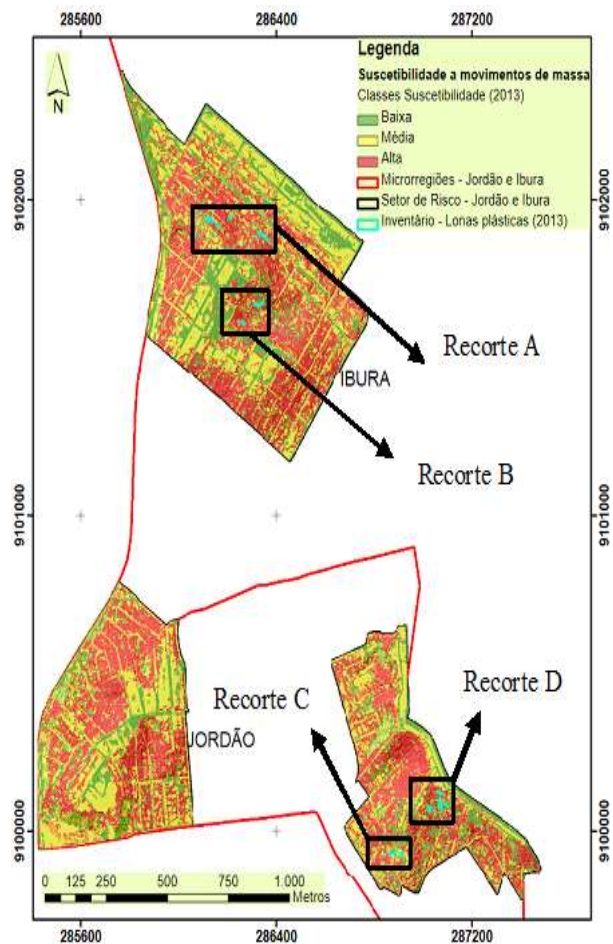 285600 286400 287200
Legenda
Suscetibilidade a movimentos de massa
Classes Suscetibilidade (2013)
Baixa
Média
Alta
Microrregiões - Jordão e Ibura
Setor de Risco - Jordão e Ibura
Inventário - Lonas plásticas (2013)
N
9102000 9102000
Recorte A
IBURA
Recorte B
9101000 9101000
Recorte C
Recorte D
JORDÃO
9100000 9100000
0 125 250 500 750 1.000
Metros
285600 286400 287200